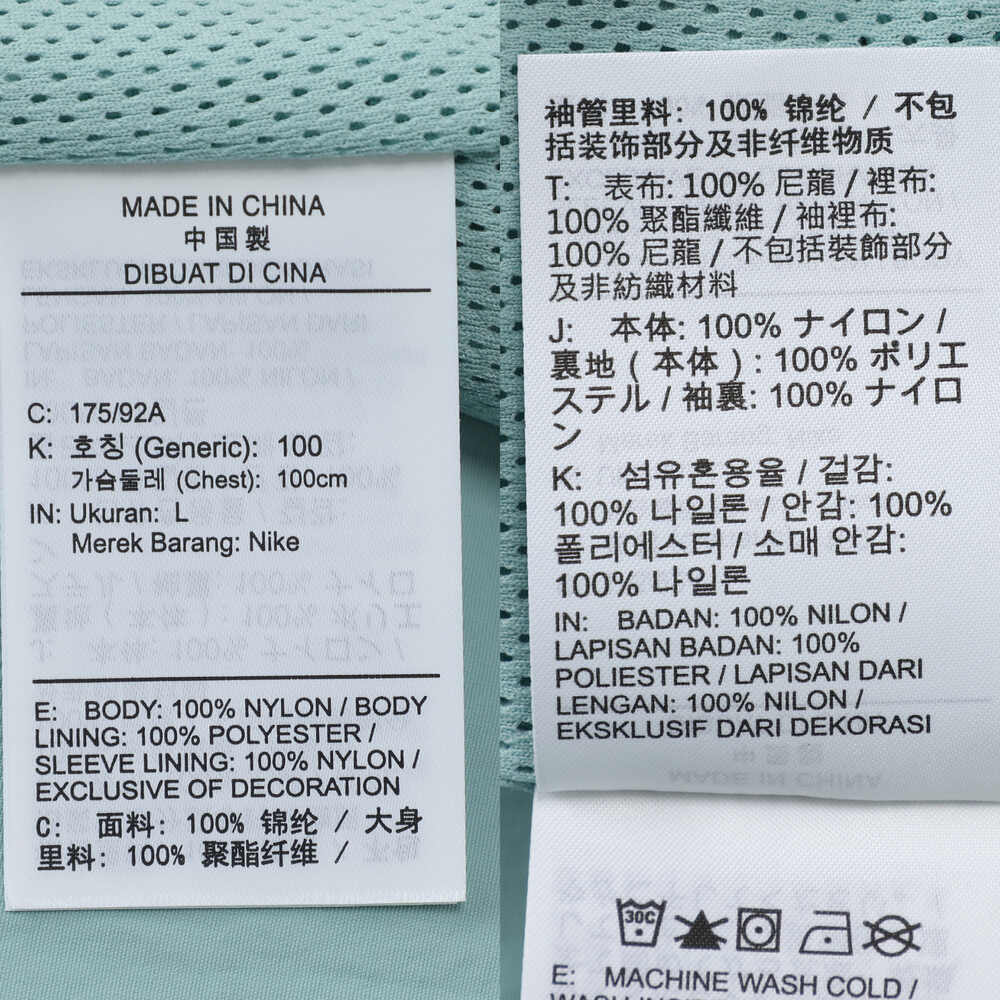 MADE IN CHINA
中国製
DIBUAT DI CINA
C: 175/92A
K: 호칭 (Generic): 100
가슴둘레 (Chest): 100cm
IN: Ukuran: L
Merek Barang: Nike
E: BODY: 100% NYLON / BODY
LINING: 100% POLYESTER /
SLEEVE LINING: 100% NYLON /
EXCLUSIVE OF DECORATION
C: 面料: 100% 锦纶 / 大身
里料: 100% 聚酯纤维 /
袖管里料: 100% 锦纶 / 不包
括装饰部分及非纤维物质
T: 表布: 100% 尼龍 / 裡布:
100% 聚酯纖維 / 袖裡布:
100% 尼龍 / 不包括裝飾部分
及非紡織材料
J: 本体: 100% ナイロン /
裏地 ( 本体 ) : 100% ポリエ
ステル / 袖裏: 100% ナイロ
ン
K: 섬유혼용율 / 겉감:
100% 나일론 / 안감: 100%
폴리에스터 / 소매 안감:
100% 나일론
IN: BADAN: 100% NILON /
LAPISAN BADAN: 100%
POLIESTER / LAPISAN DARI
LENGAN: 100% NILON /
EKSKLUSIF DARI DEKORASI
30C
E: MACHINE WASH COLD /